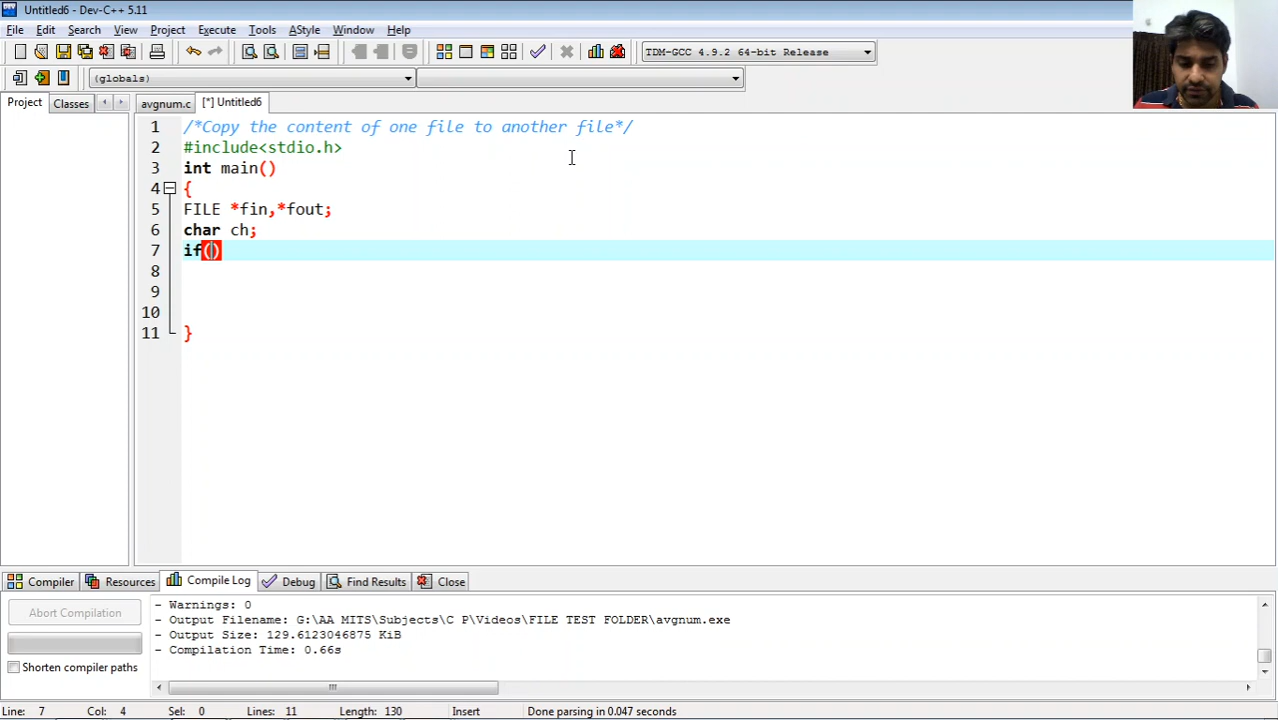 Untitled6 - Dev-C++ 5.11
File Edit Search View Project Execute Tools AStyle Window Help
TDM-GCC 4.9.2 64-bit Release
(globals)
Project Classes avgnum.c [*] Untitled6
1 /*Copy the content of one file to another file*/
2 #include<stdio.h>
3 int main()
4 {
5 FILE *fin,*fout;
6 char ch;
7 if()
8
9
10
11 }
Compiler Resources Compile Log Debug Find Results Close
Abort Compilation
Shorten compiler paths
- Warnings: 0
- Output Filename: G:\AA MITS\Subjects\C P\Videos\FILE TEST FOLDER\avgnum.exe
- Output Size: 129.6123046875 KiB
- Compilation Time: 0.66s
Line: 7 Col: 4 Sel: 0 Lines: 11 Length: 130 Insert Done parsing in 0.047 seconds